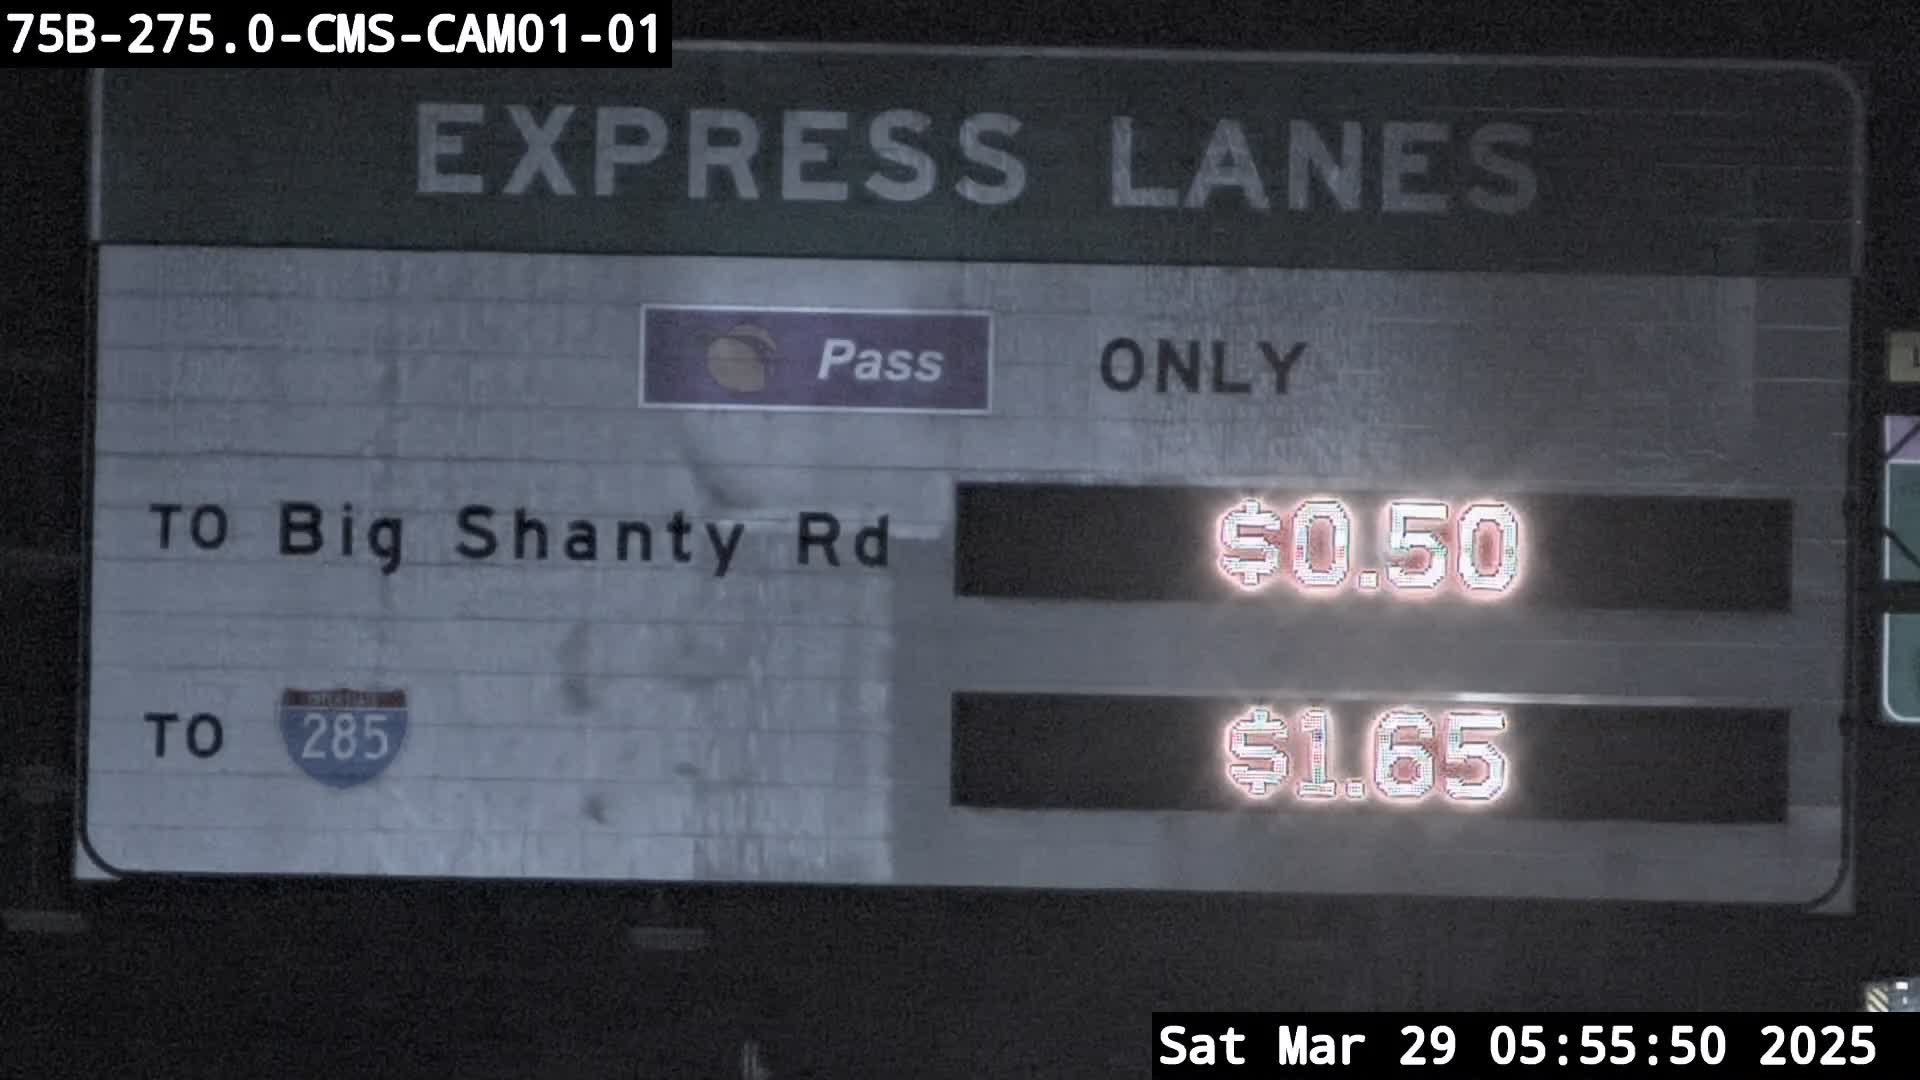 75B-275.0-CMS-CAM01-01
EXPRESS LANES
Pass ONLY
TO Big Shanty Rd $0.50
INTERSTATE
TO 285 $1.65
Sat Mar 29 05:55:50 2025